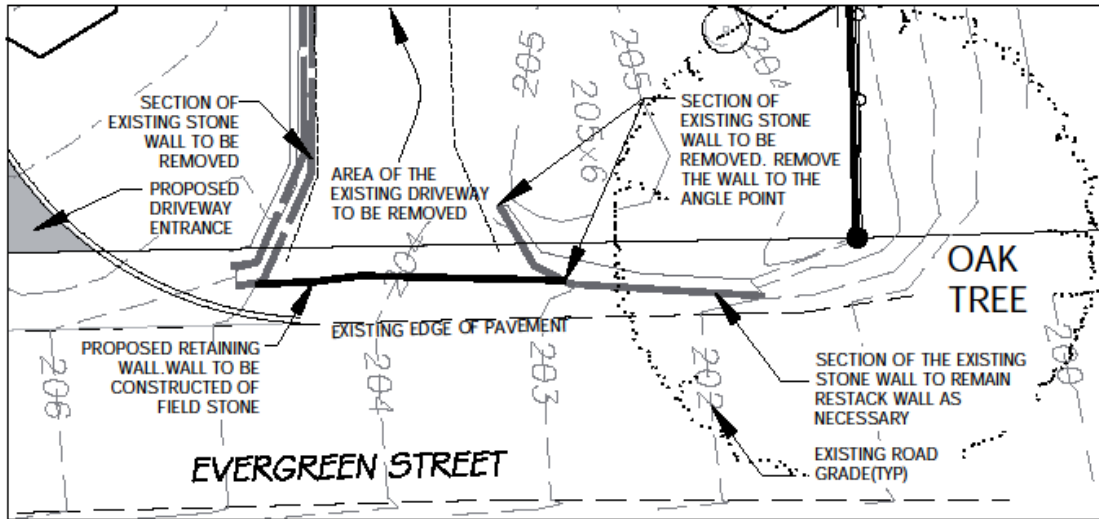 SECTION OF
EXISTING STONE
WALL TO BE
REMOVED
PROPOSED
DRIVEWAY
ENTRANCE
AREA OF THE
EXISTING DRIVEWAY
TO BE REMOVED
205
205
205x6
SECTION OF
EXISTING STONE
WALL TO BE
REMOVED. REMOVE
THE WALL TO THE
ANGLE POINT
202
OAK
TREE
EXISTING EDGE OF PAVEMENT
PROPOSED RETAINING
WALL.WALL TO BE
CONSTRUCTED OF
FIELD STONE
206
204
203
202
200
SECTION OF THE EXISTING
STONE WALL TO REMAIN
RESTACK WALL AS
NECESSARY
EXISTING ROAD
GRADE(TYP)
EVERGREEN STREET